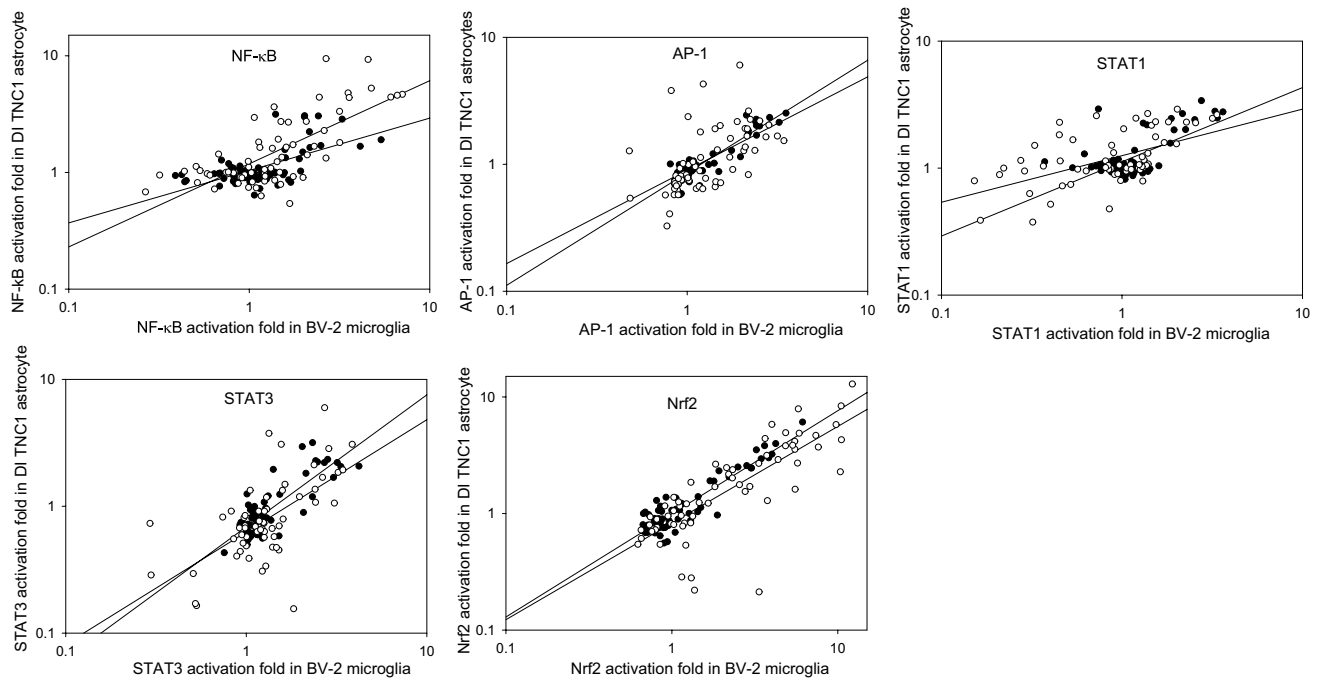 NF-kB activation fold in DI TNC1 astrocyte
10
1
0.1
NF-κB
0.1
1
10
NF-κB activation fold in BV-2 microglia
AP-1 activation fold in DI TNC1 astrocytes
10
1
0.1
AP-1
0.1
1
10
AP-1 activation fold in BV-2 microglia
STAT1 activation fold in DI TNC1 astrocyte
10
1
0.1
STAT1
0.1
1
10
STAT1 activation fold in BV-2 microglia
STAT3 activation fold in DI TNC1 astrocyte
10
1
0.1
STAT3
0.1
1
10
STAT3 activation fold in BV-2 microglia
Nrf2 activation fold in DI TNC1 astrocytes
10
1
0.1
Nrf2
0.1
1
10
Nrf2 activation fold in BV-2 microglia